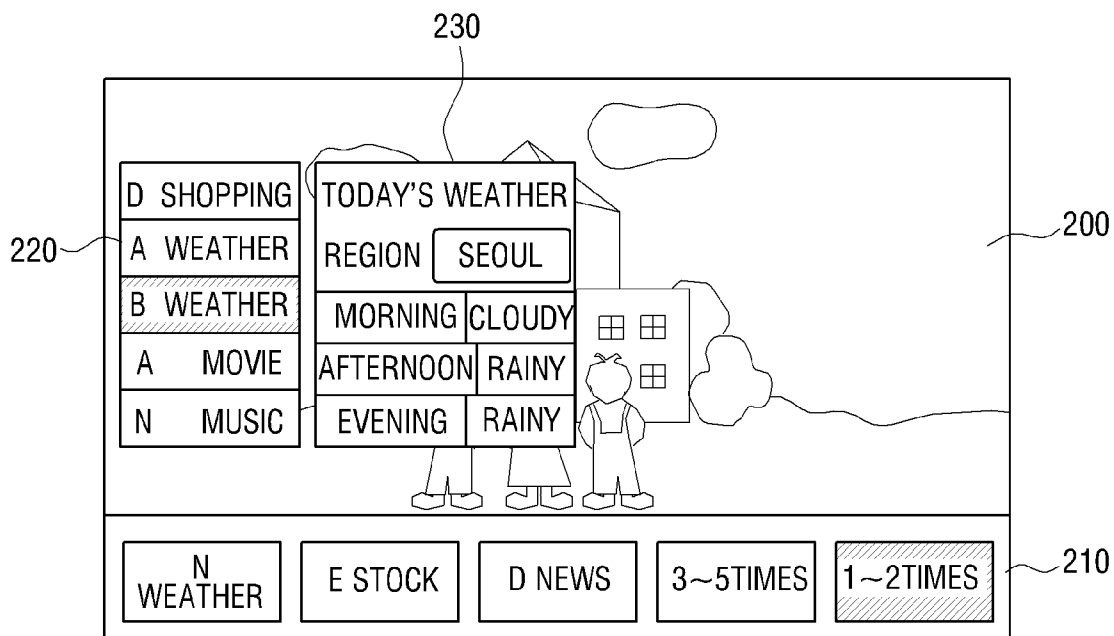 230
D SHOPPING
A WEATHER
B WEATHER
A MOVIE
N MUSIC
220
TODAY'S WEATHER
REGION SEOUL
MORNING CLOUDY
AFTERNOON RAINY
EVENING RAINY
200
N
WEATHER
E STOCK
D NEWS
3~5TIMES
1~2TIMES
210